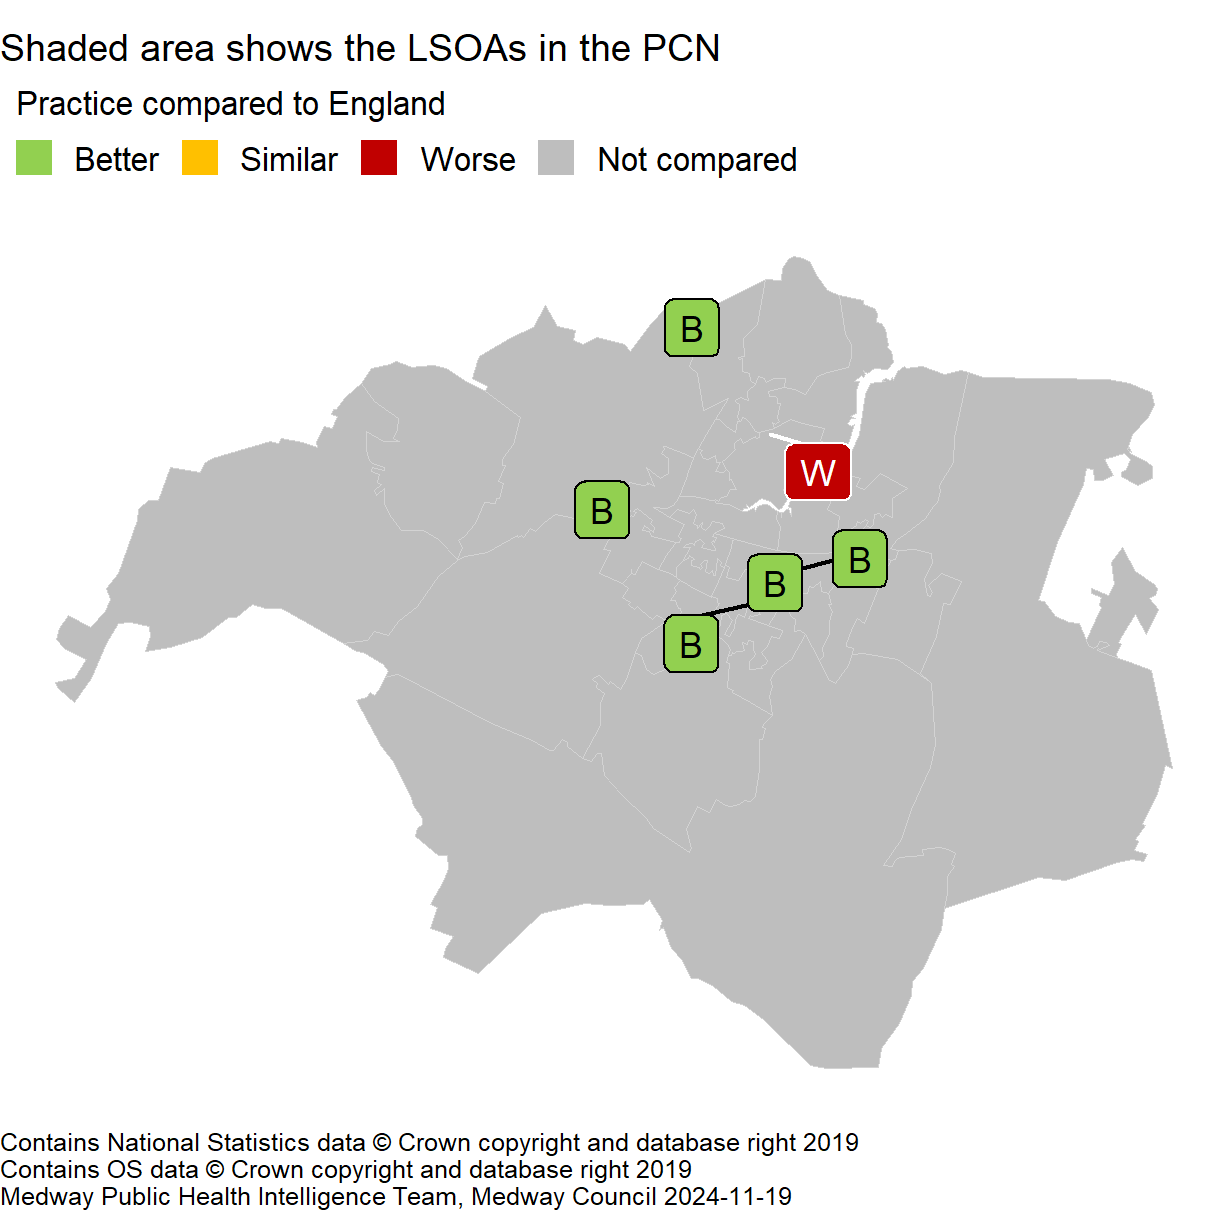 Shaded area shows the LSOAs in the PCN
Practice compared to England
Better Similar Worse Not compared
B
W
B
B
B
B
Contains National Statistics data © Crown copyright and database right 2019
Contains OS data © Crown copyright and database right 2019
Medway Public Health Intelligence Team, Medway Council 2024-11-19